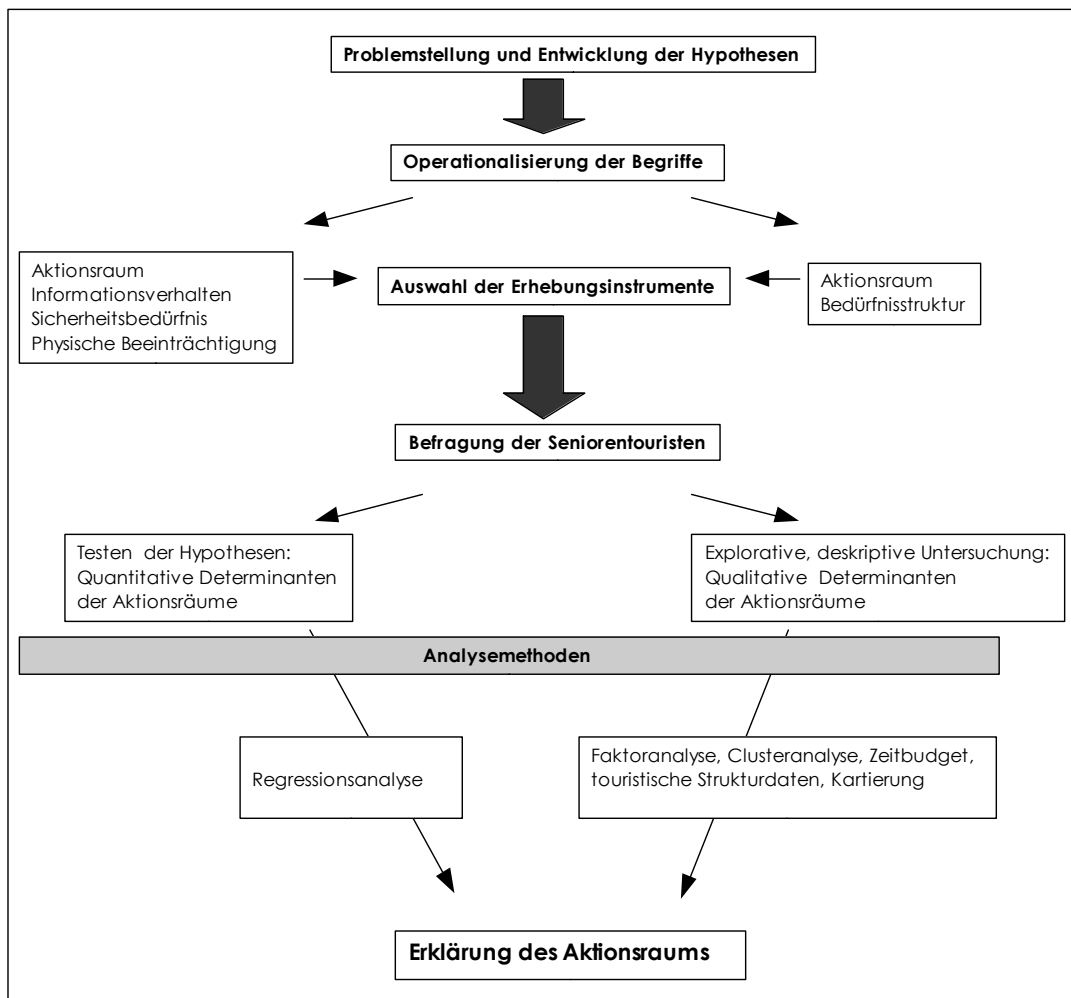 Problemstellung und Entwicklung der Hypothesen
Operationalisierung der Begriffe
Aktionsraum
Informationsverhalten
Sicherheitsbedürfnis
Physische Beeinträchtigung
Auswahl der Erhebungsinstrumente
Aktionsraum
Bedürfnisstruktur
Befragung der Seniorentouristen
Testen der Hypothesen:
Quantitative Determinanten
der Aktionsräume
Explorative, deskriptive Untersuchung:
Qualitative Determinanten
der Aktionsräume
Analysemethoden
Regressionsanalyse
Faktoranalyse, Clusteranalyse, Zeitbudget,
touristische Strukturdaten, Kartierung
Erklärung des Aktionsraums